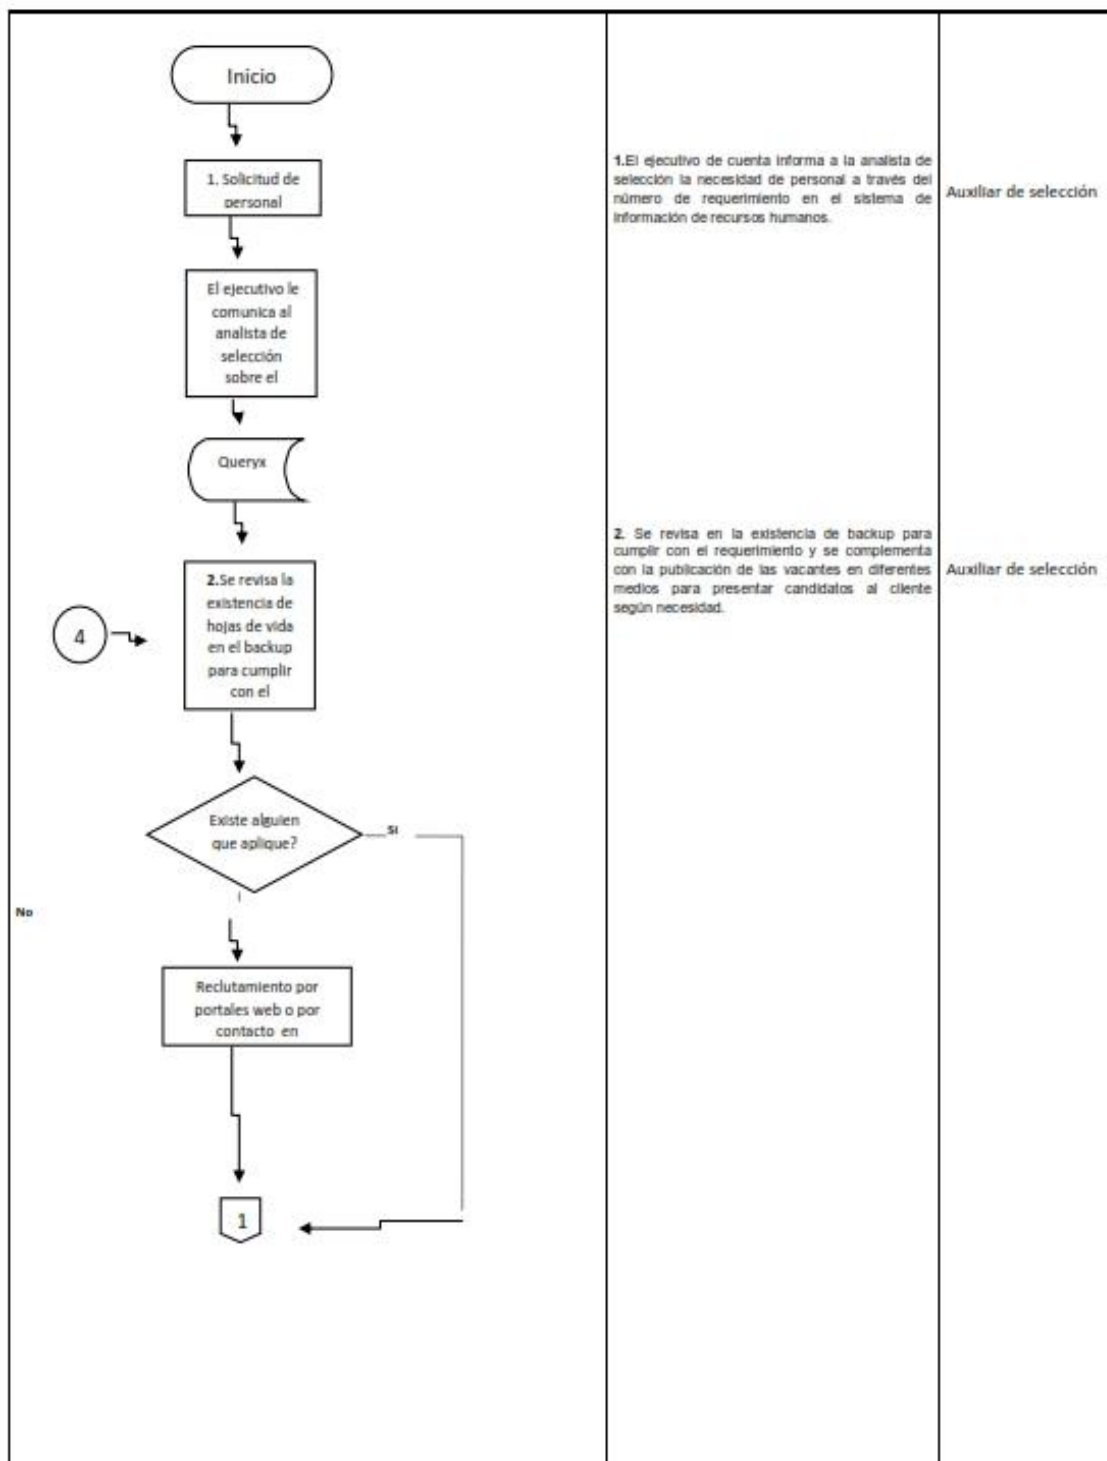 Inicio
1. Solicitud de
personal
El ejecutivo le
comunica al
analista de
selección
sobre el
Queryx
2.Se revisa la
existencia de
hojas de vida
en el backup
para cumplir
con el
4
Existe alguien
que aplique?
SI
No
Reclutamiento por
portales web o por
contacto en
1
1.El ejecutivo de cuenta informa a la analista de
selección la necesidad de personal a través del
número de requerimiento en el sistema de
información de recursos humanos.
Auxiliar de selección
2. Se revisa en la existencia de backup para
cumplir con el requerimiento y se complementa
con la publicación de las vacantes en diferentes
medios para presentar candidatos al cliente
según necesidad.
Auxiliar de selección